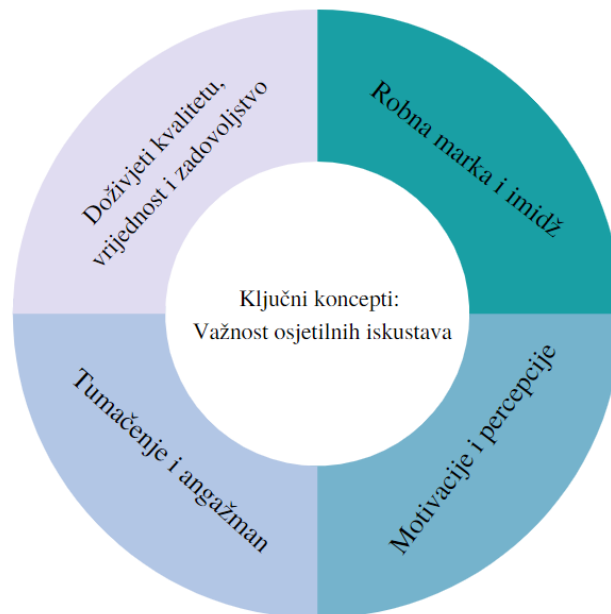 Doživjeti kvalitetu,
vrijednost i zadovoljstvo
Robna marka i imidž
Ključni koncepti:
Važnost osjetilnih iskustava
Tumačenje i angažman
Motivacije i percepcije